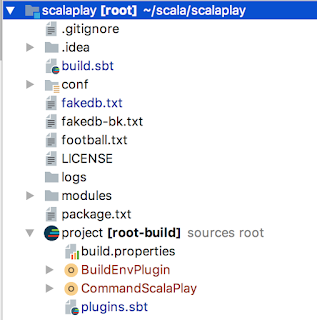 scalaplay [root] ~/scala/scalaplay
.gitignore
.idea
build.sbt
conf
fakedb.txt
fakedb-bk.txt
football.txt
LICENSE
logs
modules
package.txt
project [root-build] sources root
build.properties
BuildEnvPlugin
CommandScalaPlay
plugins.sbt